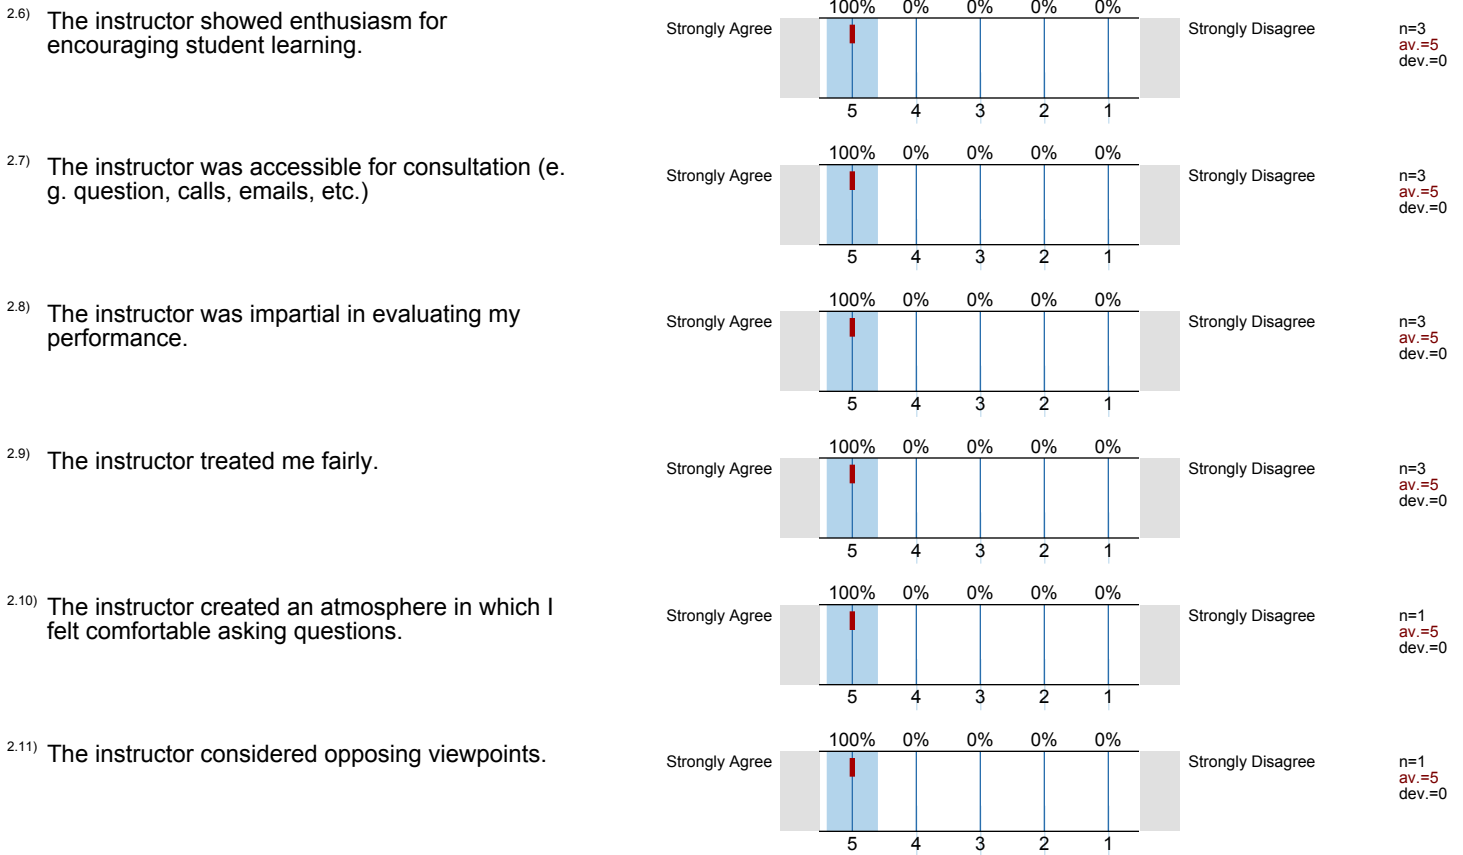 2.6) The instructor showed enthusiasm for
encouraging student learning.
100% 0% 0% 0% 0%
Strongly Agree
Strongly Disagree
n=3
av.=5
dev.=0
5 4 3 2 1
2.7) The instructor was accessible for consultation (e.
g. question, calls, emails, etc.)
100% 0% 0% 0% 0%
Strongly Agree
Strongly Disagree
n=3
av.=5
dev.=0
5 4 3 2 1
2.8) The instructor was impartial in evaluating my
performance.
100% 0% 0% 0% 0%
Strongly Agree
Strongly Disagree
n=3
av.=5
dev.=0
5 4 3 2 1
2.9) The instructor treated me fairly.
100% 0% 0% 0% 0%
Strongly Agree
Strongly Disagree
n=3
av.=5
dev.=0
5 4 3 2 1
2.10) The instructor created an atmosphere in which I
felt comfortable asking questions.
100% 0% 0% 0% 0%
Strongly Agree
Strongly Disagree
n=1
av.=5
dev.=0
5 4 3 2 1
2.11) The instructor considered opposing viewpoints.
100% 0% 0% 0% 0%
Strongly Agree
Strongly Disagree
n=1
av.=5
dev.=0
5 4 3 2 1